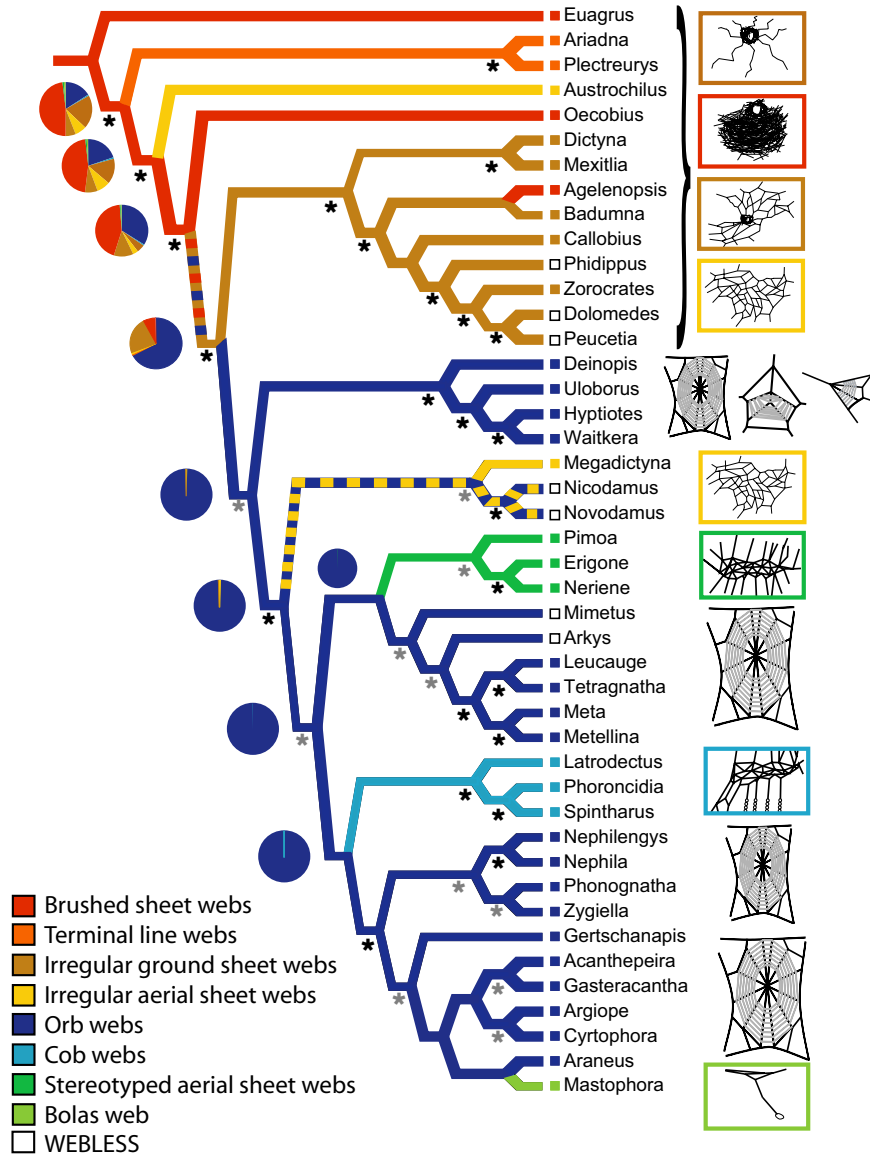 Euagrus
Ariadna
Plectreurys
Austrochilus
Oecobius
Dictyna
Mexitlia
Agelenopsis
Badumna
Callobius
Phidippus
Zorocrates
Dolomedes
Peucetia
Deinopis
Uloborus
Hyptiotes
Waitkera
Megadictyna
Nicodamus
Novodamus
Pimoa
Erigone
Neriene
Mimetus
Arkys
Leucauge
Tetragnatha
Meta
Metellina
Latrodectus
Phoroncidia
Spintharus
Nephilengys
Nephila
Phonognatha
Zygiella
Gertschanapis
Acanthepeira
Gasteracantha
Argiope
Cyrtophora
Araneus
Mastophora
Brushed sheet webs
Terminal line webs
Irregular ground sheet webs
Irregular aerial sheet webs
Orb webs
Cob webs
Stereotyped aerial sheet webs
Bolas web
WEBLESS